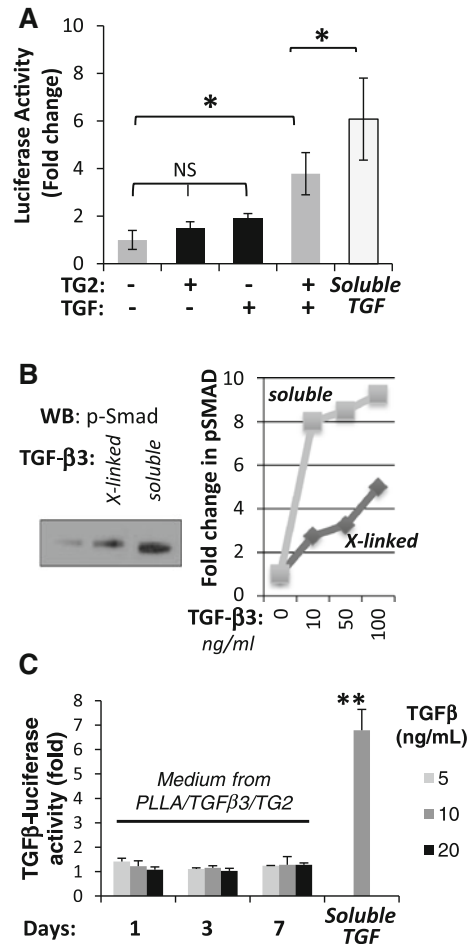 A
10
8
6
4
2
0
Luciferase Activity
(Fold change)
*
*
NS
TG2: - + - + Soluble
TGF: - - + + TGF
B
WB: p-Smad
TGF-β3: X-linked soluble
Fold change in pSMAD
10
8
6
4
2
0
soluble
X-linked
TGF-β3: 0 10 50 100
ng/ml
C
TGFβ-luciferase
activity (fold)
8
7
6
5
4
3
2
1
0
Medium from
PLLA/TGFβ3/TG2
**
TGFβ
(ng/mL)
5
10
20
Days: 1 3 7 Soluble
TGF